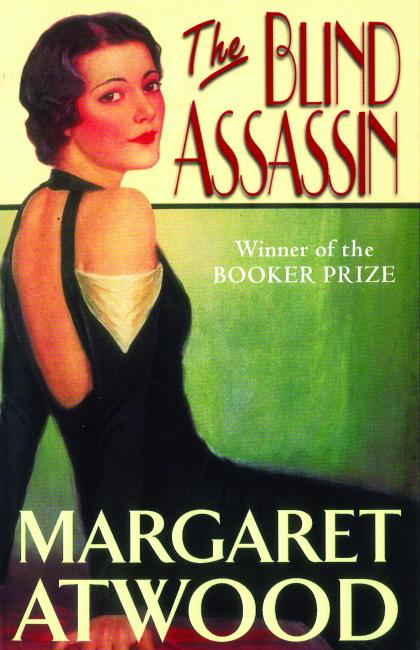 The BLIND
ASSASSIN
Winner of the
BOOKER PRIZE
MARGARET
ATWOOD